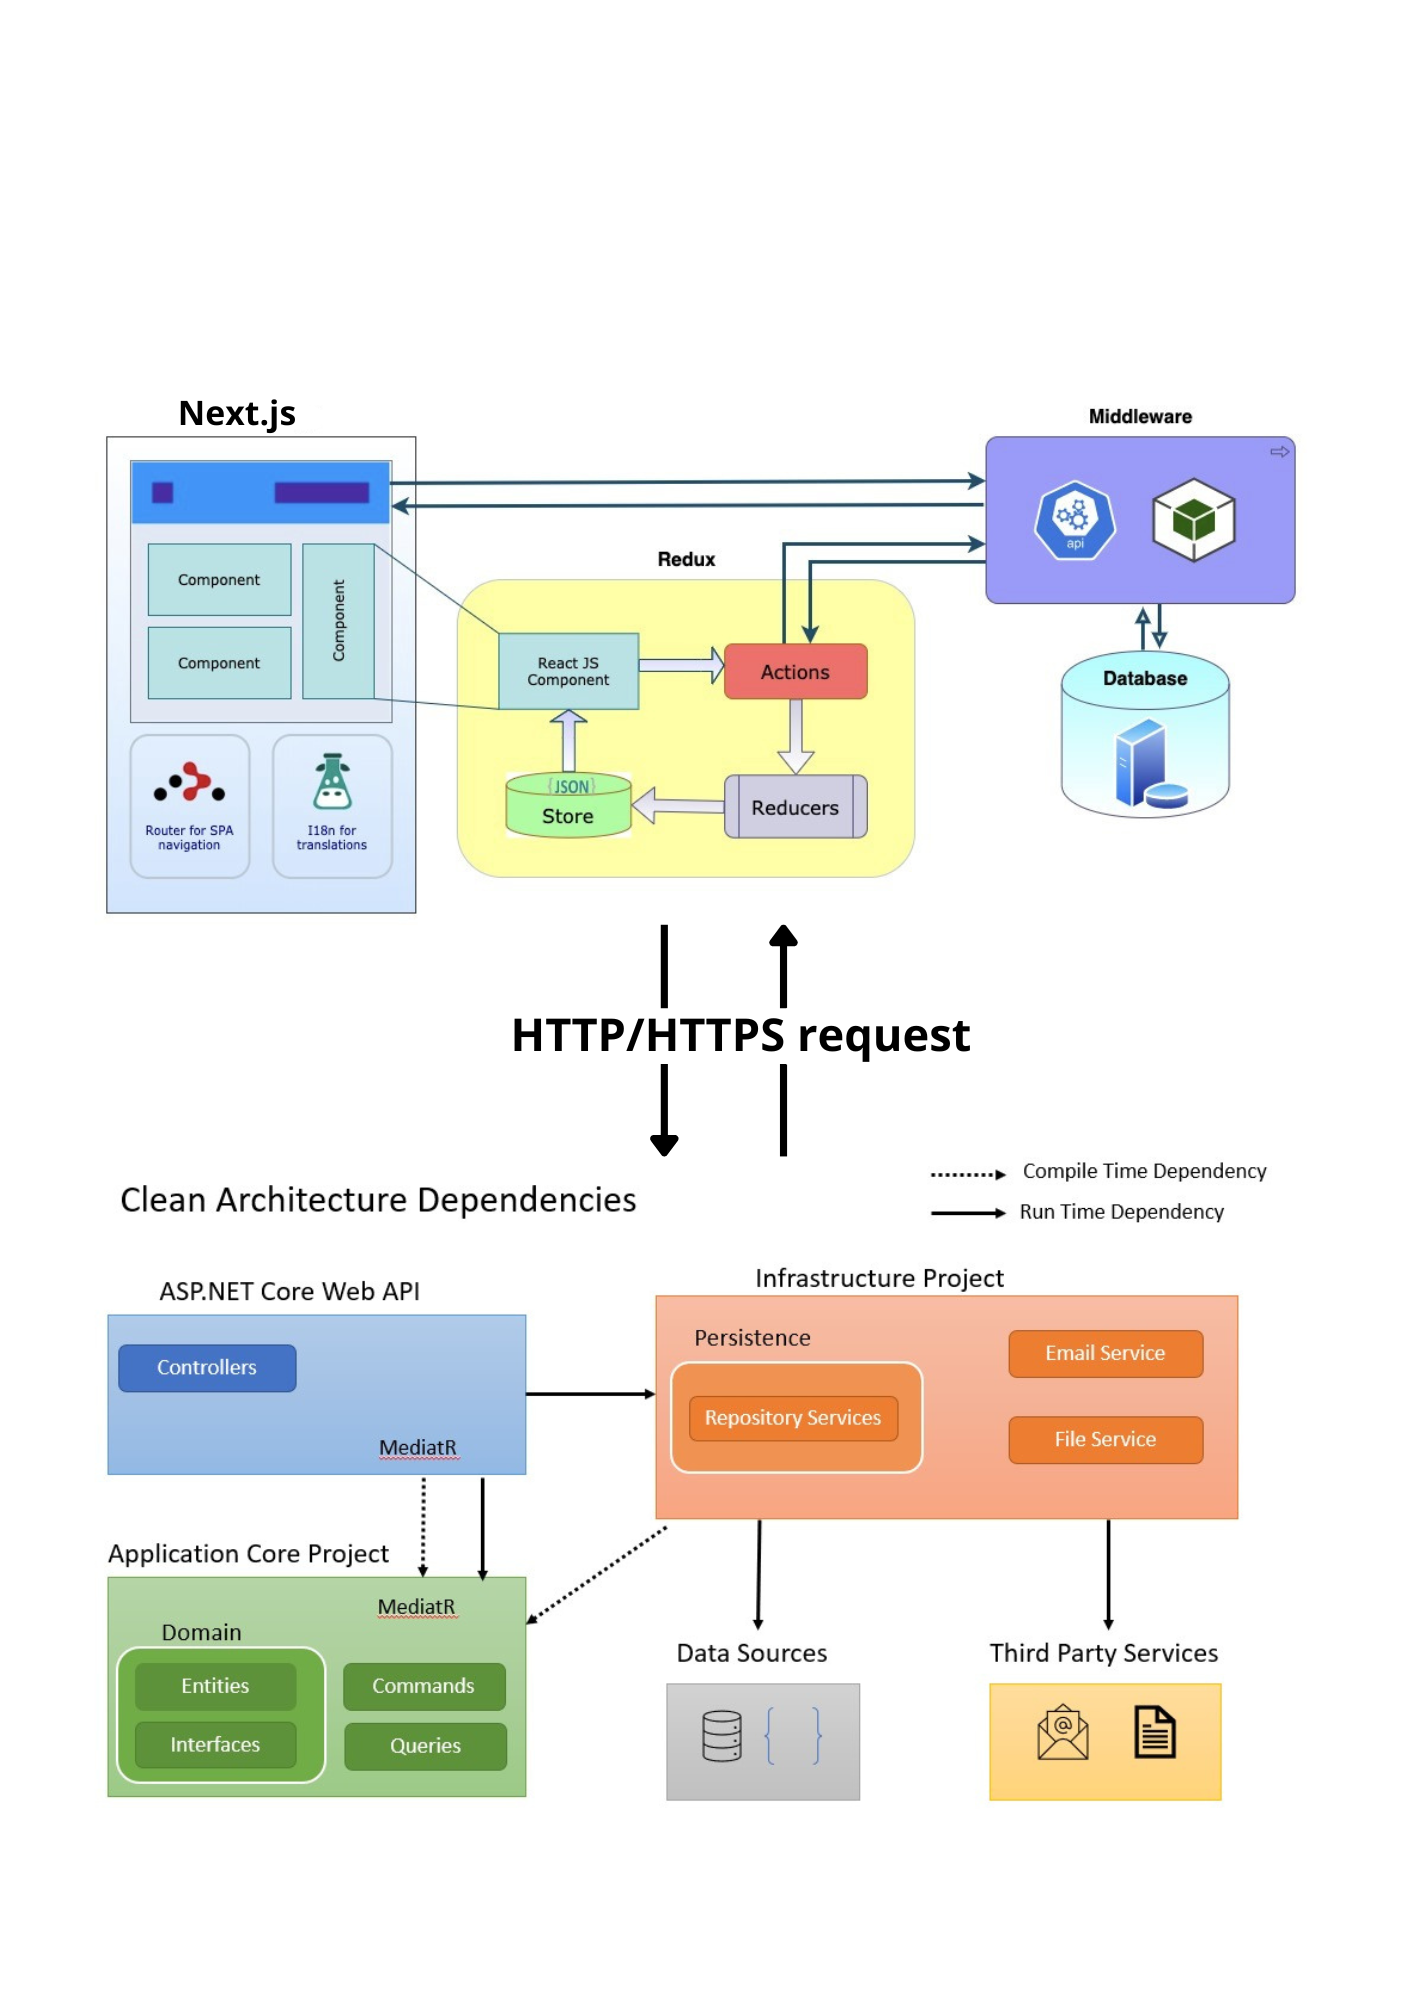 Next.js
Middleware
api
Component
Component
Component
Router for SPA
navigation
I18n for
translations
Redux
React JS
Component
Actions
{JSON}
Store
Reducers
Database
HTTP/HTTPS request
Compile Time Dependency
Run Time Dependency
Clean Architecture Dependencies
ASP.NET Core Web API
Controllers
MediatR
Infrastructure Project
Persistence
Repository Services
Email Service
File Service
Application Core Project
MediatR
Domain
Entities
Interfaces
Commands
Queries
Data Sources
{ }
Third Party Services
@